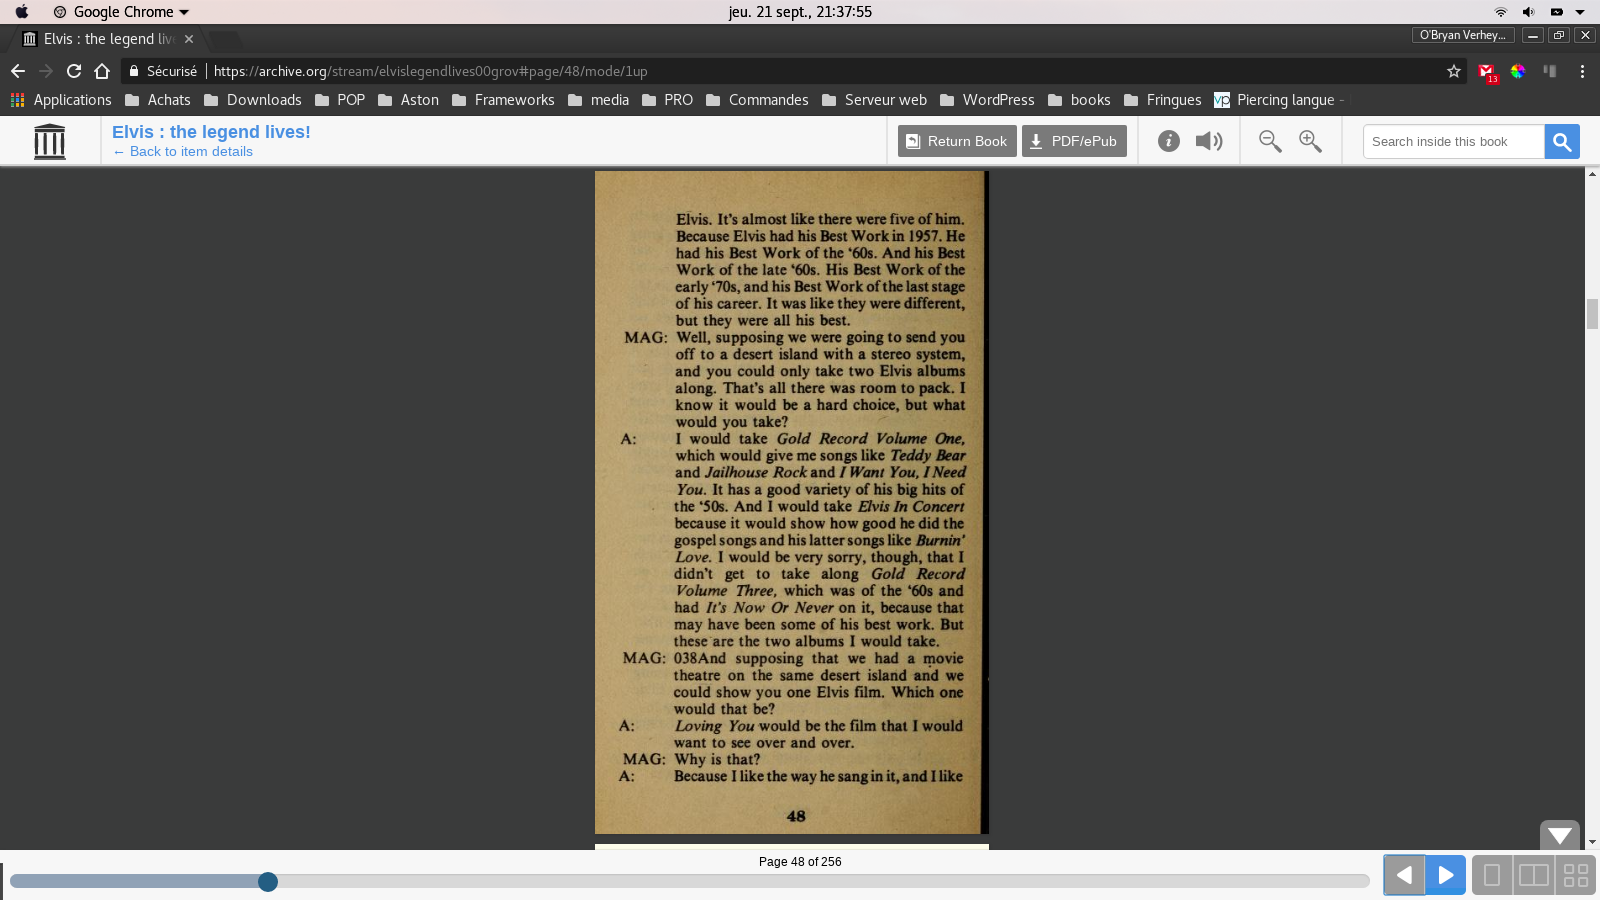 Google Chrome
jeu. 21 sept., 21:37:55
Elvis : the legend live
O'Bryan Verhey...
Sécurisé
https://archive.org/stream/elvislegendlives00grov#page/48/mode/1up
13
Applications Achats Downloads POP Aston Frameworks media PRO Commandes Serveur web WordPress books Fringues vp Piercing langue -
Elvis : the legend lives!
← Back to item details
Return Book
PDF/ePub
Search inside this book
Elvis. It's almost like there were five of him.
Because Elvis had his Best Work in 1957. He
had his Best Work of the ‘60s. And his Best
Work of the late ‘60s. His Best Work of the
early ‘70s, and his Best Work of the last stage
of his career. It was like they were different,
but they were all his best.
MAG: Well, supposing we were going to send you
off to a desert island with a stereo system,
and you could only take two Elvis albums
along. That's all there was room to pack. I
know it would be a hard choice, but what
would you take?
A: I would take Gold Record Volume One,
which would give me songs like Teddy Bear
and Jailhouse Rock and I Want You, I Need
You. It has a good variety of his big hits of
the ‘50s. And I would take Elvis In Concert
because it would show how good he did the
gospel songs and his latter songs like Burnin'
Love. I would be very sorry, though, that I
didn't get to take along Gold Record
Volume Three, which was of the ‘60s and
had It's Now Or Never on it, because that
may have been some of his best work. But
these are the two albums I would take.
MAG: 038And supposing that we had a movie
theatre on the same desert island and we
could show you one Elvis film. Which one
would that be?
A: Loving You would be the film that I would
want to see over and over.
MAG: Why is that?
A: Because I like the way he sang in it, and I like
48
Page 48 of 256